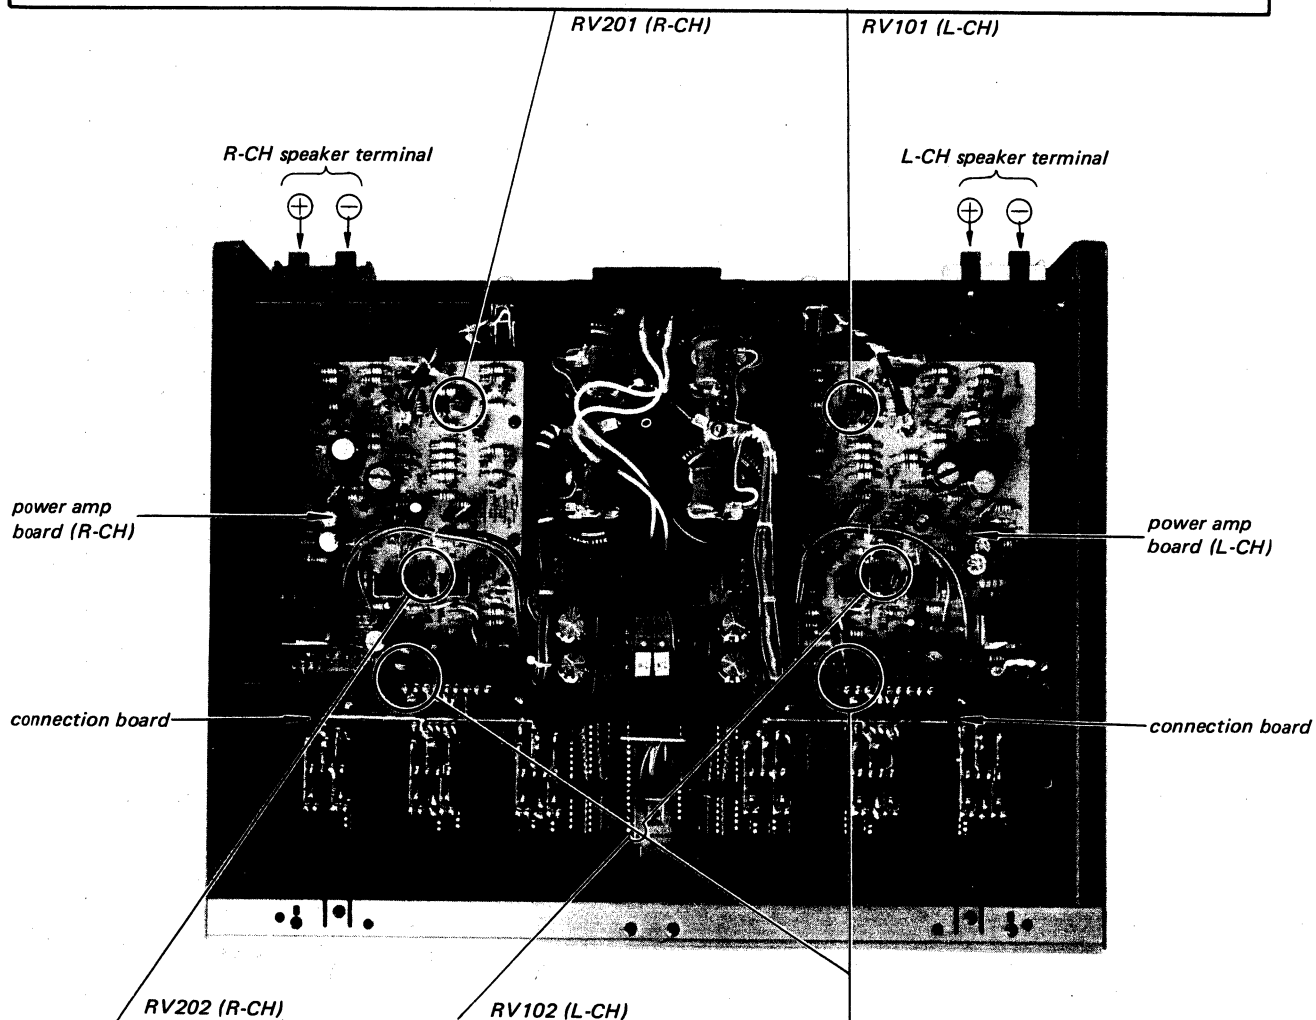 RV201 (R-CH)
RV101 (L-CH)
R-CH speaker terminal
L-CH speaker terminal
+ −
+ −
power amp
board (R-CH)
power amp
board (L-CH)
connection board
connection board
RV202 (R-CH)
RV102 (L-CH)